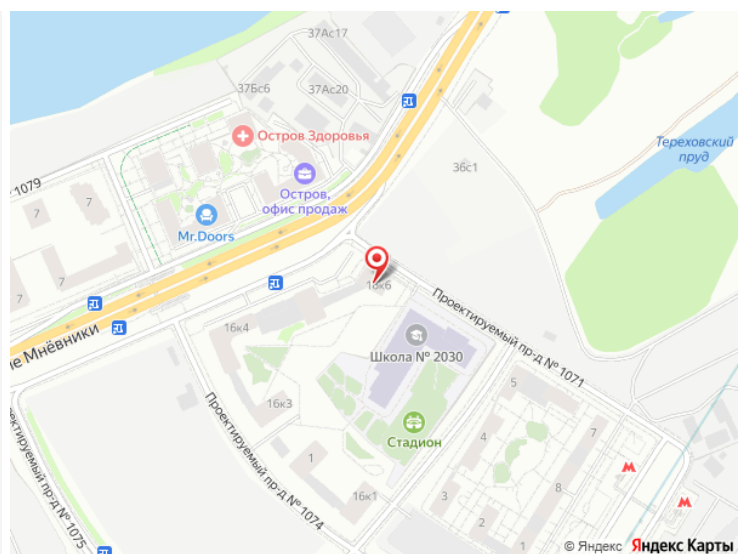 37Ас17
37Бс6
37Ас20
Остров Здоровья
Тереховский
пруд
36с1
1079
7
Остров,
офис продаж
7
Mr.Doors
7
7
16к6
Проектируемый пр-д № 1071
16к4
Школа № 2030
е Мнёвники
5
16к3
Стадион
7
4
Проектируемый пр-д № 1074
1
3
8
16к1
2
1
ектируемый пр-д № 1075
© Яндекс Яндекс Карты